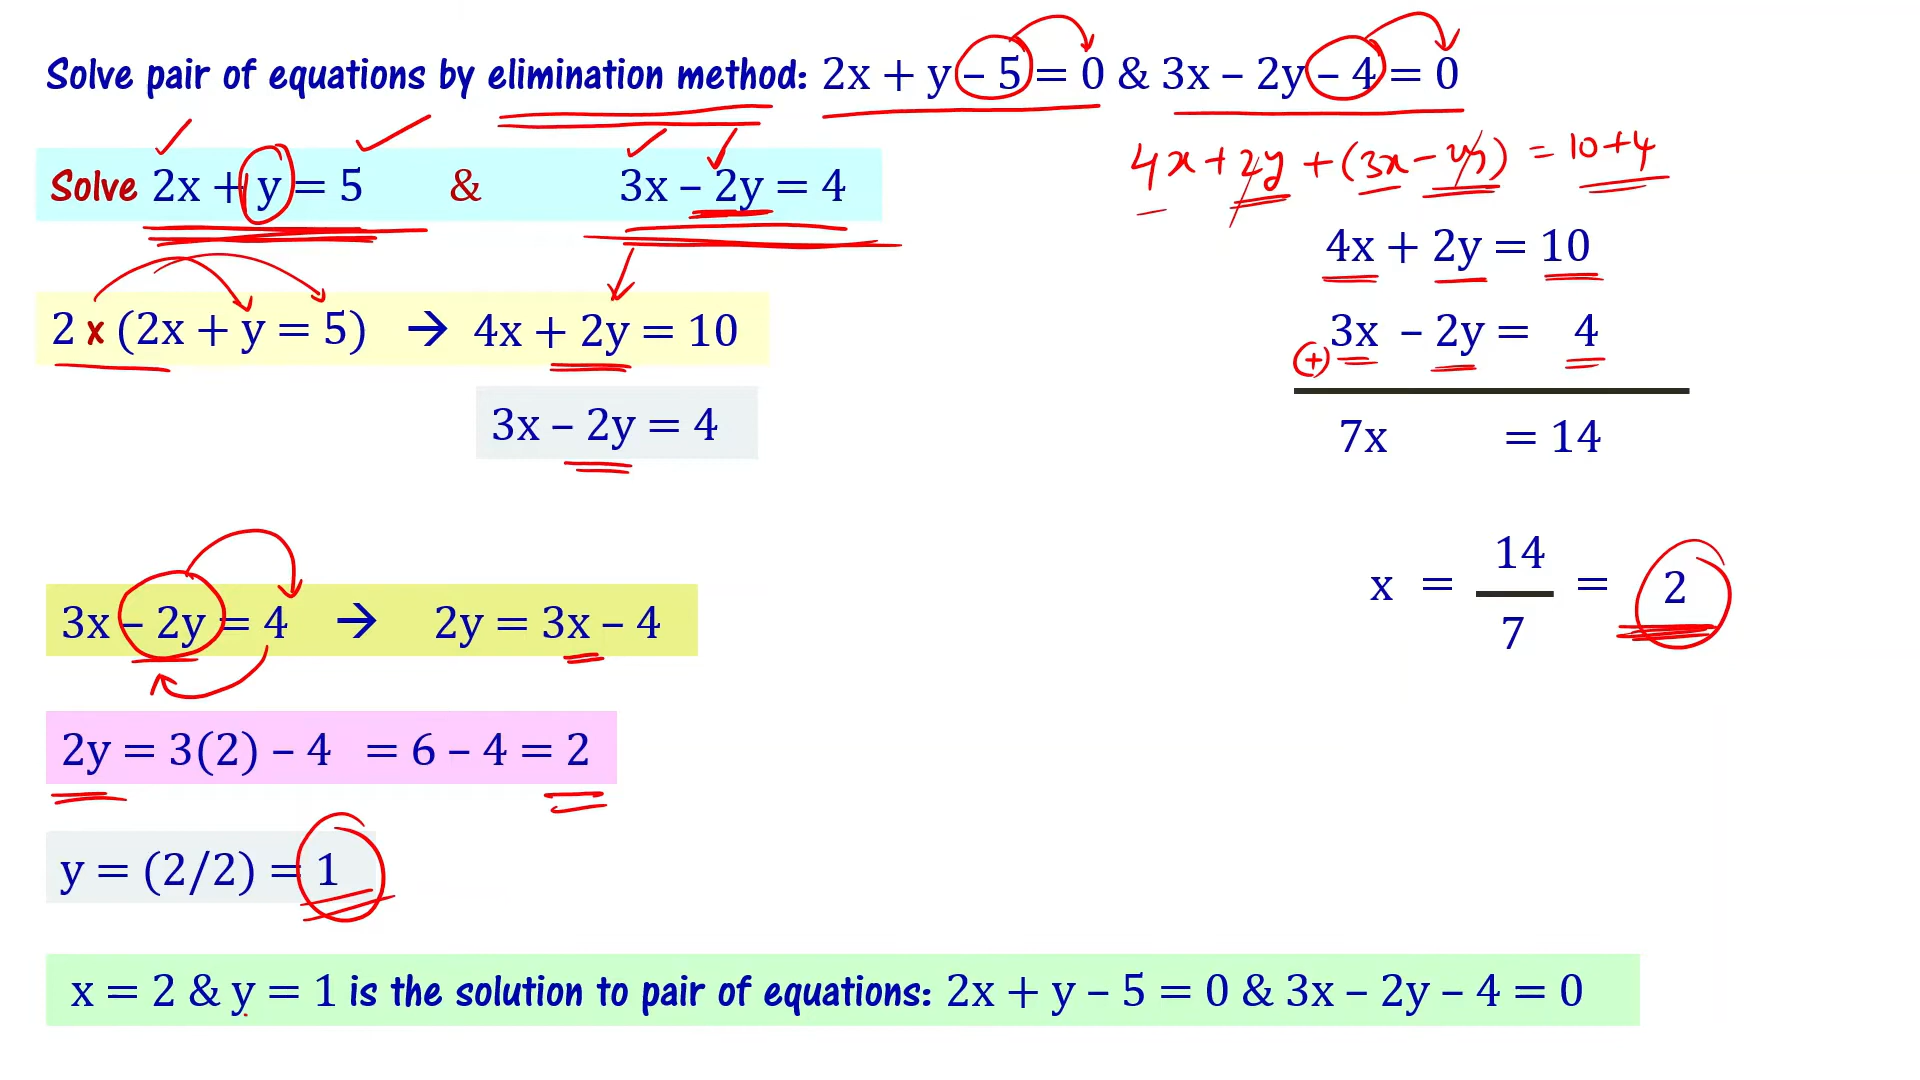 Solve pair of equations by elimination method: 2x + y – 5 = 0 & 3x – 2y – 4 = 0
4x + 2y + (3x – 2y) = 10 + 4
Solve 2x + y = 5 & 3x – 2y = 4
4x + 2y = 10
2 x (2x + y = 5) → 4x + 2y = 10
3x – 2y = 4
+
3x – 2y = 4
7x = 14
x = 14/7 = 2
3x – 2y = 4 → 2y = 3x – 4
2y = 3(2) – 4 = 6 – 4 = 2
y = (2/2) = 1
x = 2 & y = 1 is the solution to pair of equations: 2x + y – 5 = 0 & 3x – 2y – 4 = 0